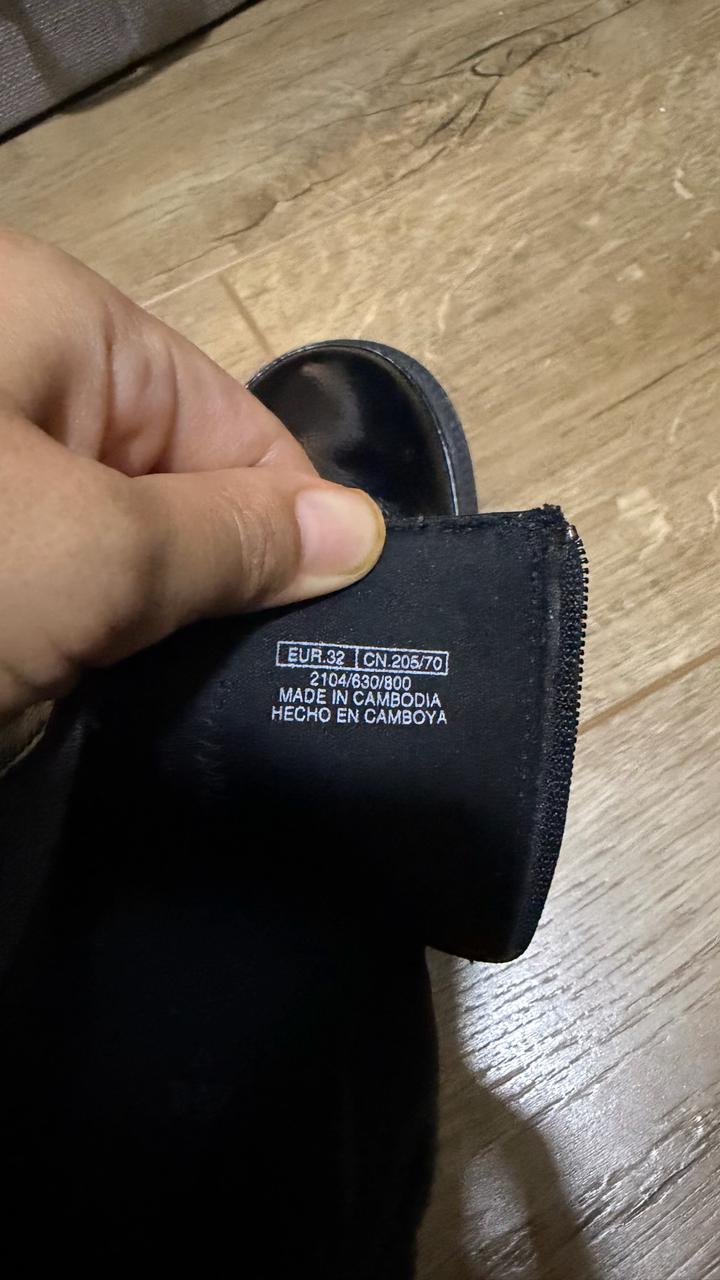 EUR.32 CN.205/70
2104/630/800
MADE IN CAMBODIA
HECHO EN CAMBOYA